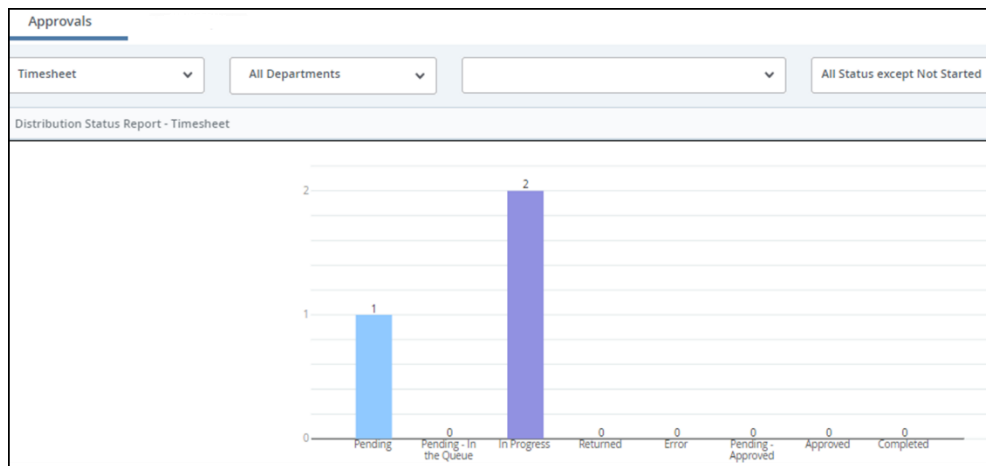 Approvals
Timesheet
All Departments
All Status except Not Started
Distribution Status Report - Timesheet
2
2
1
1
0
0
0
0
0
0
0
Pending
Pending - In
the Queue
In Progress
Returned
Error
Pending -
Approved
Approved
Completed